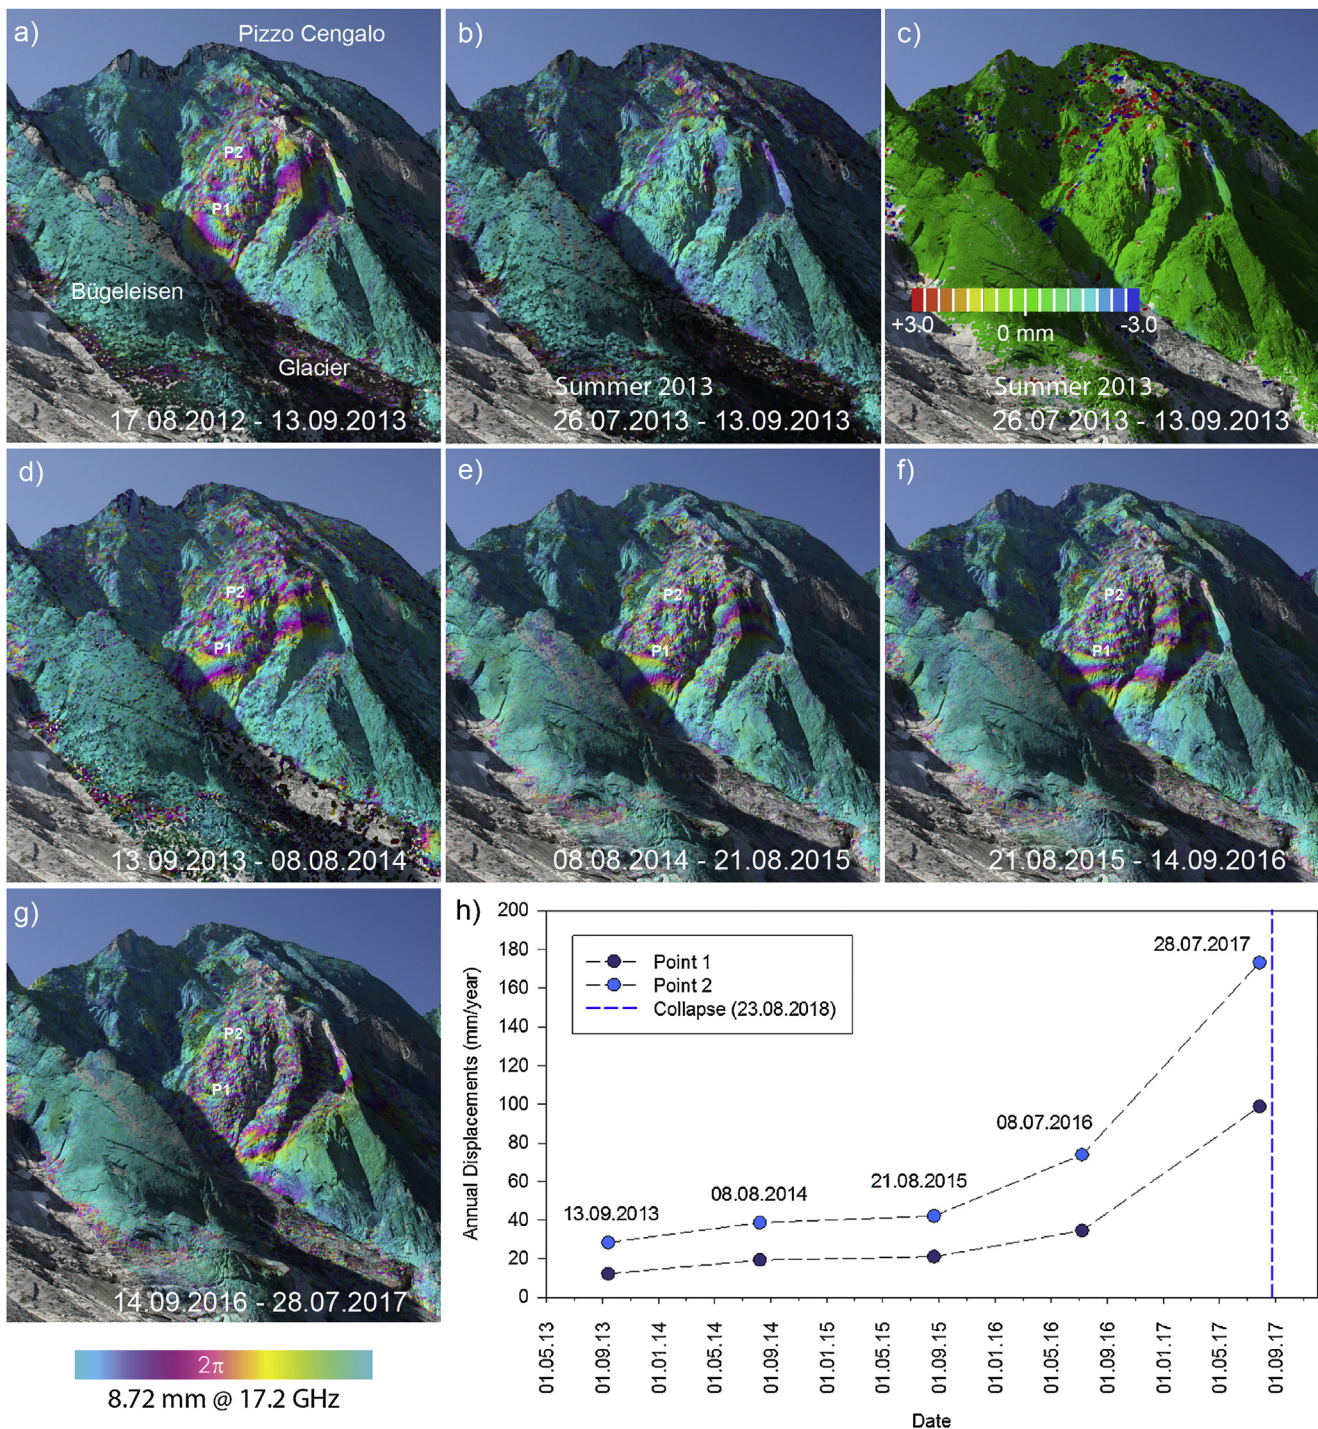 a)
Pizzo Cengalo
P2
P1
Bügeleisen
Glacier
17.08.2012 - 13.09.2013
b)
Summer 2013
26.07.2013 - 13.09.2013
c)
+3.0
0 mm
-3.0
Summer 2013
26.07.2013 - 13.09.2013
d)
P2
P1
13.09.2013 - 08.08.2014
e)
P2
P1
08.08.2014 - 21.08.2015
f)
P2
P1
21.08.2015 - 14.09.2016
g)
P2
P1
14.09.2016 - 28.07.2017
2π
8.72 mm @ 17.2 GHz
h)
Annual Displacements (mm/year)
200
180
160
140
120
100
80
60
40
20
0
Point 1
Point 2
Collapse (23.08.2018)
13.09.2013
08.08.2014
21.08.2015
08.07.2016
28.07.2017
01.05.13
01.09.13
01.01.14
01.05.14
01.09.14
01.01.15
01.05.15
01.09.15
01.01.16
01.05.16
01.09.16
01.01.17
01.05.17
01.09.17
Date